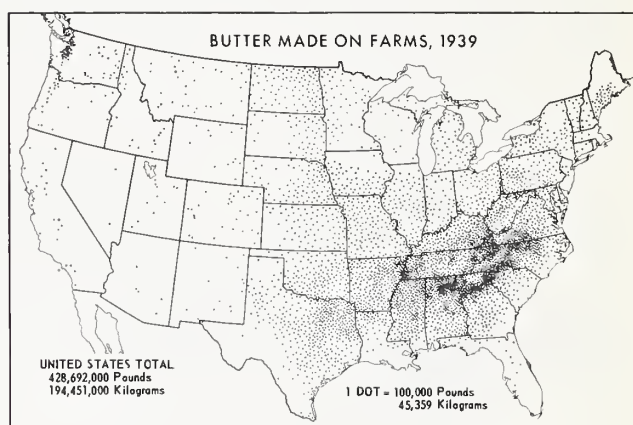 BUTTER MADE ON FARMS, 1939
UNITED STATES TOTAL
428,692,000 Pounds
194,451,000 Kilograms
1 DOT = 100,000 Pounds
45,359 Kilograms